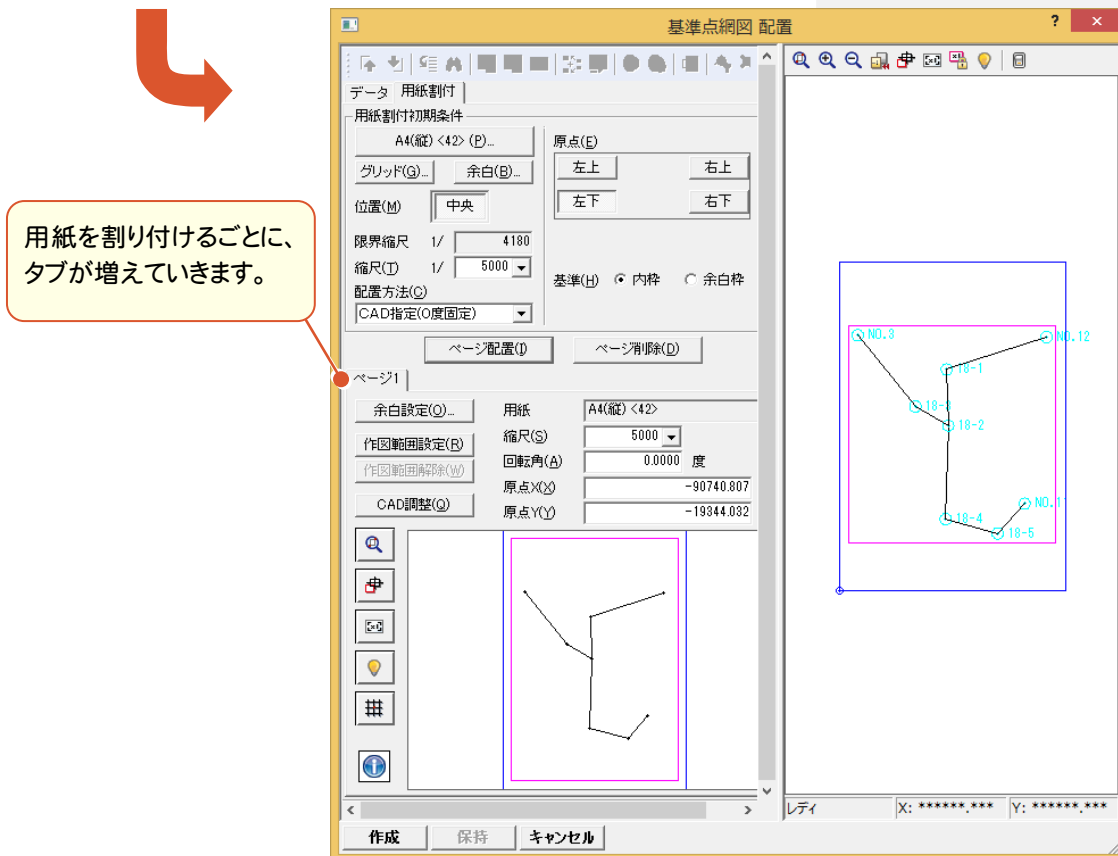 基準点網図 配置
?
×
データ
用紙割付
用紙割付初期条件
A4(縦) <42> (P)...
原点(E)
グリッド(G)...
余白(B)...
左上
右上
位置(M)
中央
左下
右下
用紙を割り付けるごとに、
タブが増えていきます。
限界縮尺 1/ 4180
縮尺(T) 1/ 5000
基準(H) 内枠 余白枠
配置方法(C)
CAD指定(0度固定)
ページ配置(I)
ページ削除(D)
ページ1
余白設定(O)...
用紙 A4(縦) <42>
作図範囲設定(R)
縮尺(S) 5000
作図範囲解除(W)
回転角(A) 0.0000 度
原点X(X) -90740.807
CAD調整(Q)
原点Y(Y) -19344.032
作成
保持
キャンセル
NO.3
NO.12
18-1
18-3
18-2
NO.11
18-4
18-5
レディ
X: ******.***
Y: ******.***